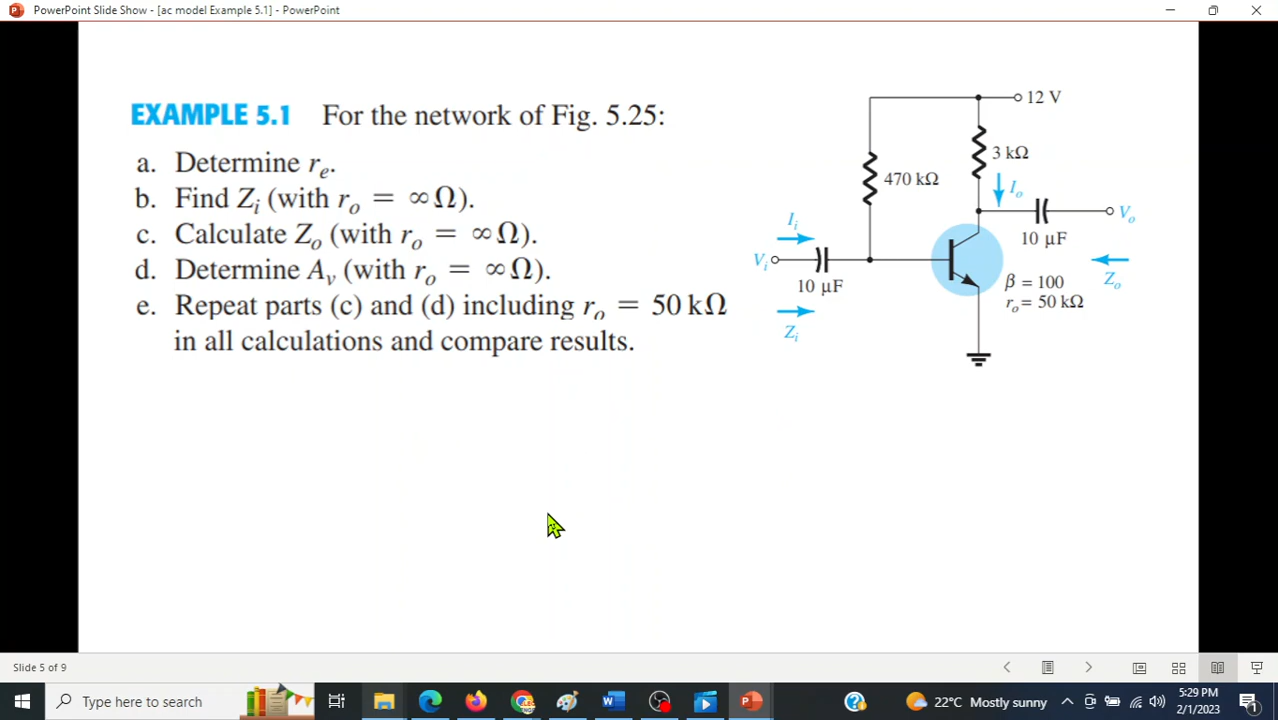 PowerPoint Slide Show - [ac model Example 5.1] - PowerPoint
EXAMPLE 5.1 For the network of Fig. 5.25:
a. Determine rₑ.
b. Find Zᵢ (with rₒ = ∞Ω).
c. Calculate Zₒ (with rₒ = ∞Ω).
d. Determine Aᵥ (with rₒ = ∞Ω).
e. Repeat parts (c) and (d) including rₒ = 50 kΩ
in all calculations and compare results.
12 V
3 kΩ
470 kΩ
Iₒ
Iᵢ
Vₒ
10 μF
Vᵢ
10 μF
Zₒ
β = 100
rₒ = 50 kΩ
Zᵢ
Slide 5 of 9
Type here to search
22°C Mostly sunny
5:29 PM
2/1/2023
1